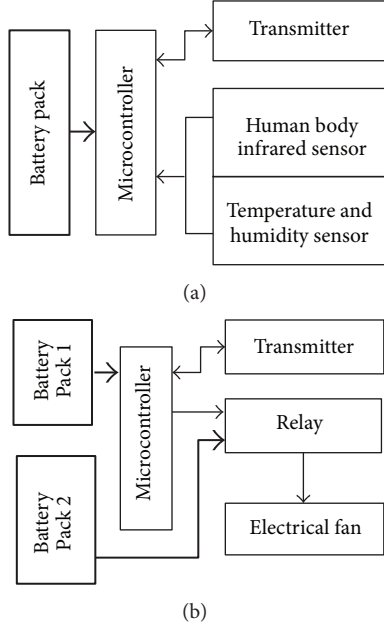 Battery pack
Microcontroller
Transmitter
Human body
infrared sensor
Temperature and
humidity sensor
(a)
Battery
Pack 1
Microcontroller
Transmitter
Relay
Battery
Pack 2
Electrical fan
(b)